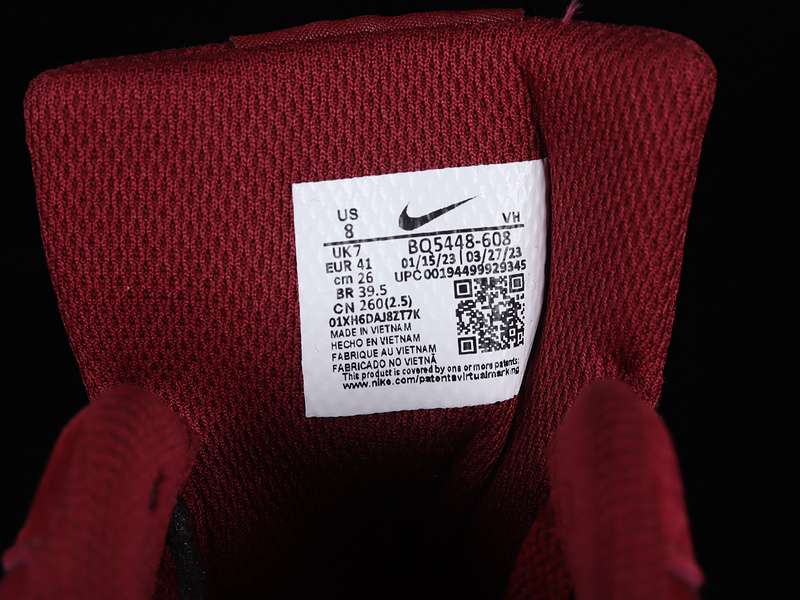 US
8
VH
UK 7
BQ5448-608
EUR 41
01/15/23 | 03/27/23
cm 26
UPC 00194499929345
BR 39.5
CN 260(2.5)
01XH6DAJ8ZT7K
MADE IN VIETNAM
HECHO EN VIETNAM
FABRIQUE AU VIETNAM
FABRICADO NO VIETNÃ
This product is covered by one or more patents:
www.nike.com/patentsvirtualmarking